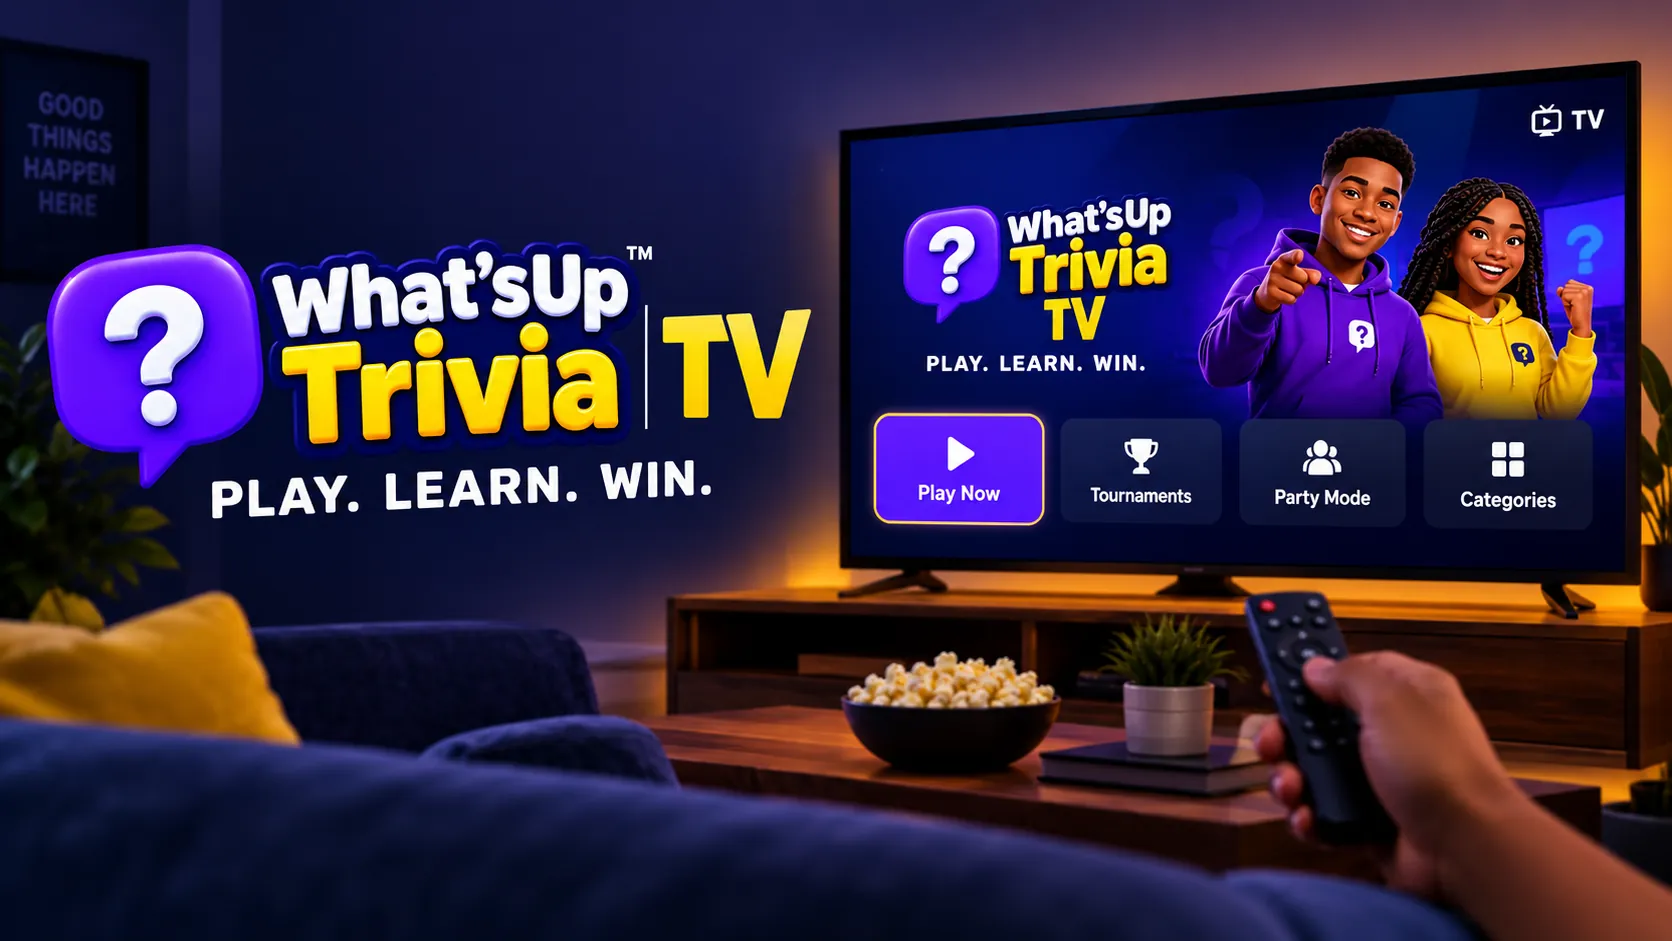 GOOD
THINGS
HAPPEN
HERE
?
What'sUp™
Trivia
TV
PLAY. LEARN. WIN.
TV
?
What'sUp
Trivia
TV
PLAY. LEARN. WIN.
?
?
?
Play Now
Tournaments
Party Mode
Categories